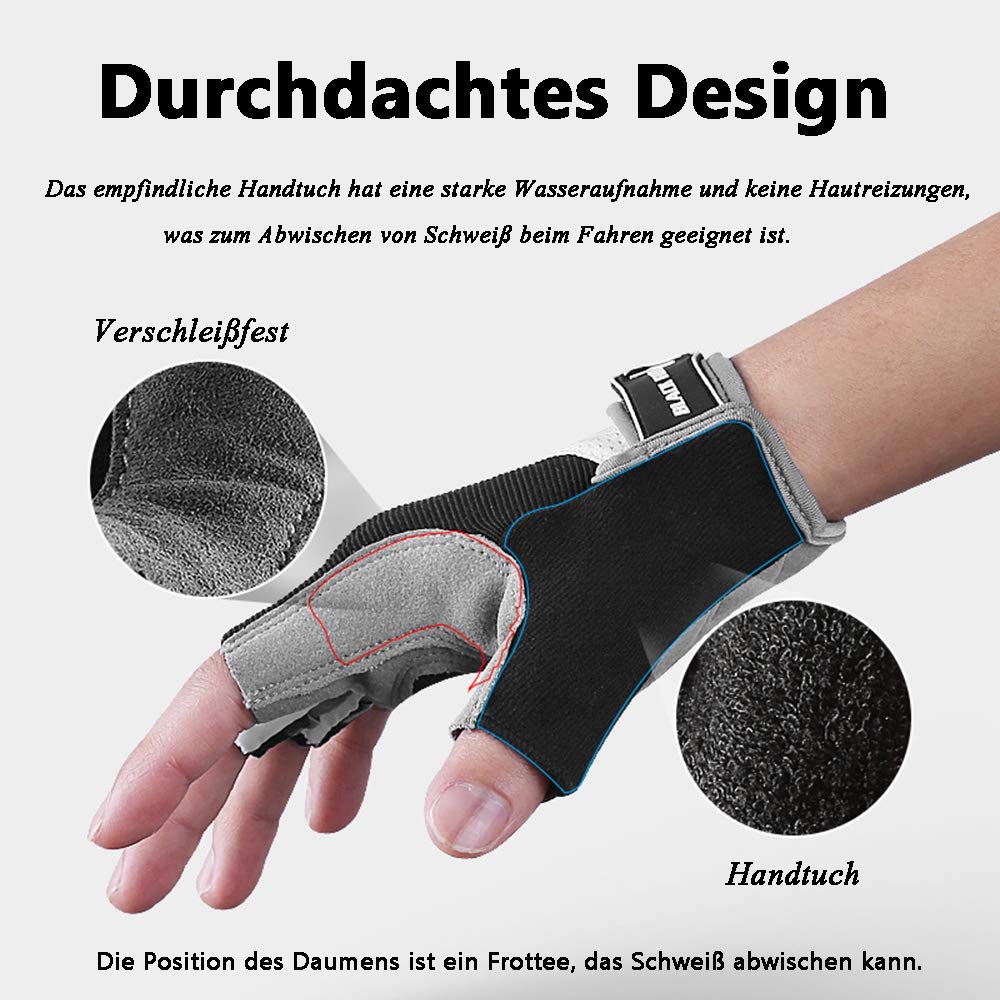 Durchdachtes Design
Das empfindliche Handtuch hat eine starke Wasseraufnahme und keine Hautreizungen,
was zum Abwischen von Schweiß beim Fahren geeignet ist.
Verschleißfest
BLACK
Handtuch
Die Position des Daumens ist ein Frottee, das Schweiß abwischen kann.